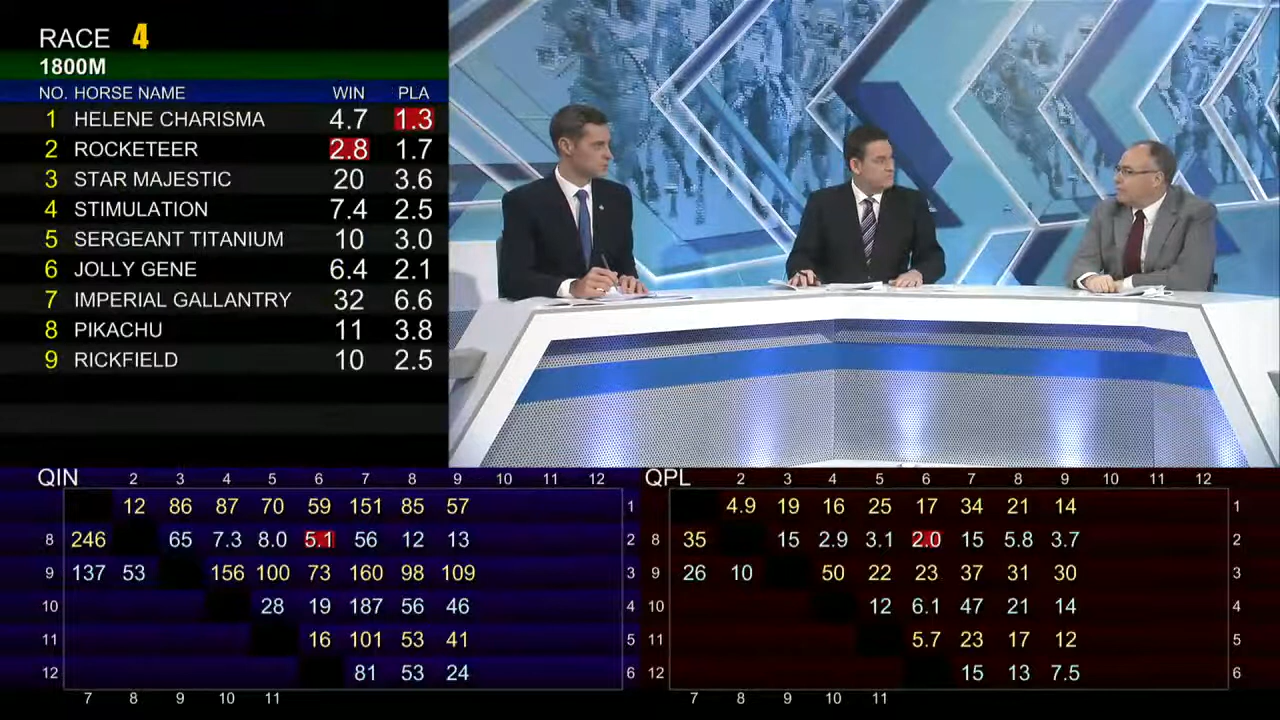 RACE 4
1800M
NO. HORSE NAME WIN PLA
1 HELENE CHARISMA 4.7 1.3
2 ROCKETEER 2.8 1.7
3 STAR MAJESTIC 20 3.6
4 STIMULATION 7.4 2.5
5 SERGEANT TITANIUM 10 3.0
6 JOLLY GENE 6.4 2.1
7 IMPERIAL GALLANTRY 32 6.6
8 PIKACHU 11 3.8
9 RICKFIELD 10 2.5
QIN 2 3 4 5 6 7 8 9 10 11 12
12 86 87 70 59 151 85 57 1
8 246 65 7.3 8.0 5.1 56 12 13 2
9 137 53 156 100 73 160 98 109 3
10 28 19 187 56 46 4
11 16 101 53 41 5
12 81 53 24 6
7 8 9 10 11
QPL 2 3 4 5 6 7 8 9 10 11 12
4.9 19 16 25 17 34 21 14 1
8 35 15 2.9 3.1 2.0 15 5.8 3.7 2
9 26 10 50 22 23 37 31 30 3
10 12 6.1 47 21 14 4
11 5.7 23 17 12 5
12 15 13 7.5 6
7 8 9 10 11